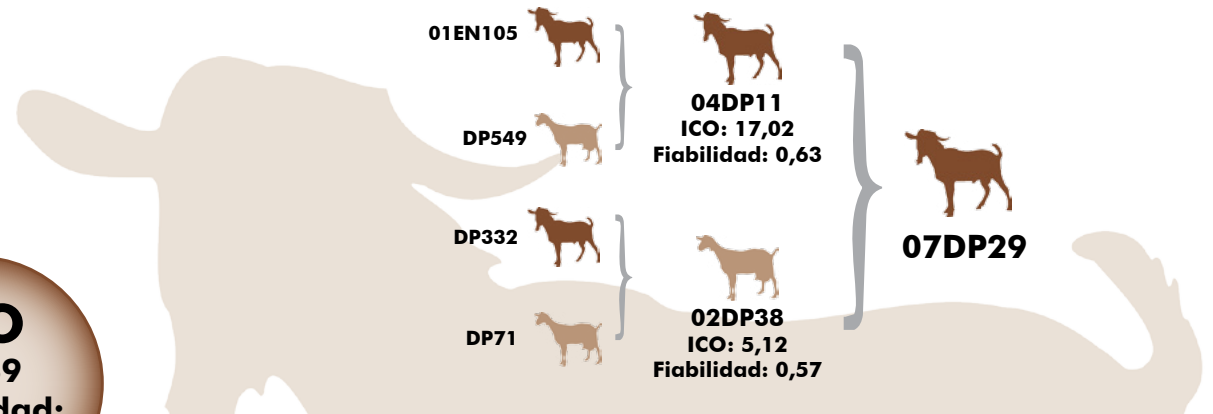 01EN105
04DP11
ICO: 17,02
Fiabilidad: 0,63
DP549
07DP29
DP332
02DP38
ICO: 5,12
Fiabilidad: 0,57
DP71